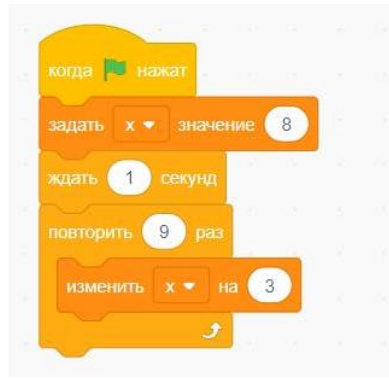 когда нажат
задать x значение 8
ждать 1 секунд
повторить 9 раз
изменить x на 3